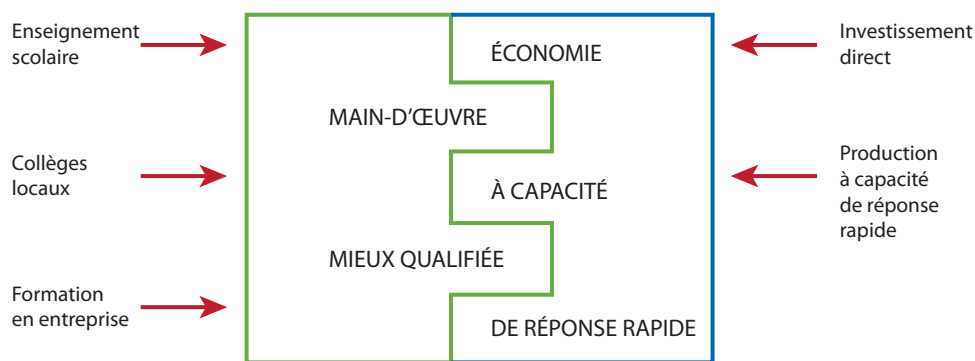 Enseignement
scolaire
Collèges
locaux
Formation
en entreprise
MAIN-D'ŒUVRE
MIEUX QUALIFIÉE
ÉCONOMIE
À CAPACITÉ
DE RÉPONSE RAPIDE
Investissement
direct
Production
à capacité
de réponse
rapide